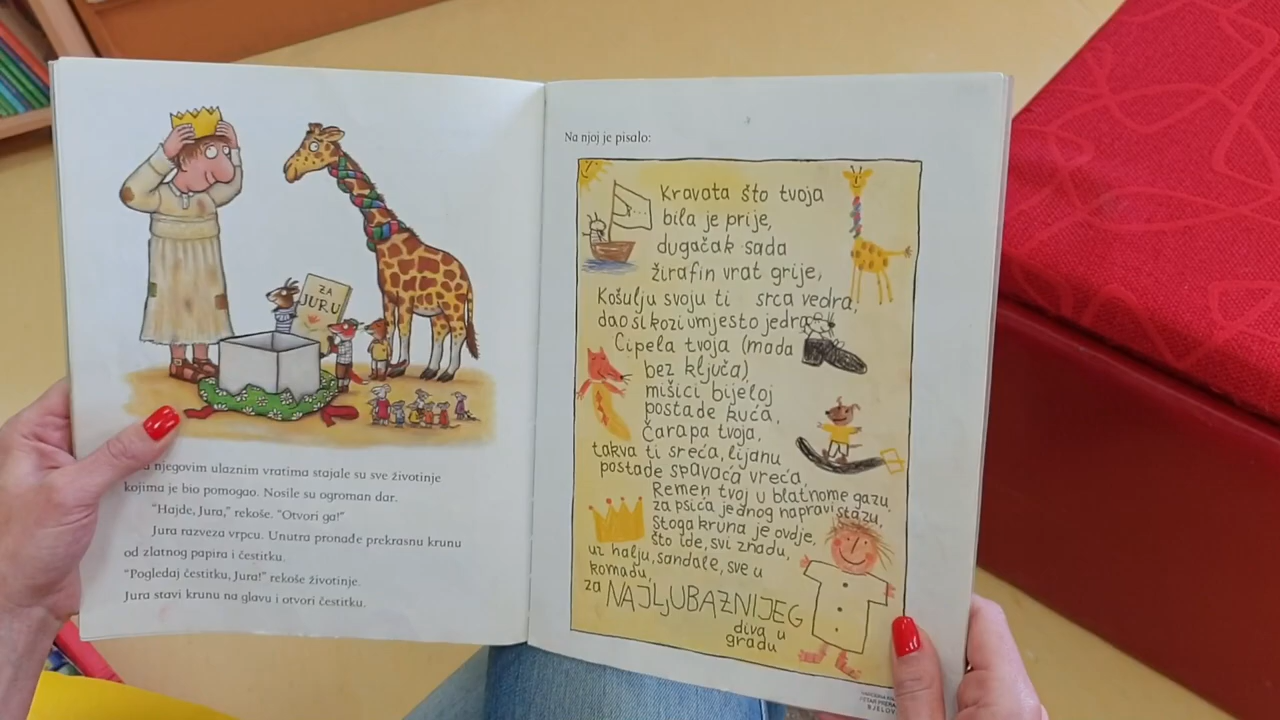 ZA
JURU
njegovim ulaznim vratima stajale su sve životinje
kojima je bio pomogao. Nosile su ogroman dar.
"Hajde, Jura," rekoše. "Otvori ga!"
Jura razveza vrpcu. Unutra pronađe prekrasnu krunu
od zlatnog papira i čestitku.
"Pogledaj čestitku, Jura!" rekoše životinje.
Jura stavi krunu na glavu i otvori čestitku.
Na njoj je pisalo:
Kravata što tvoja
bila je prije,
dugačak sada
žirafin vrat grije,
Košulju svoju ti srca vedra,
dao si kozi umjesto jedra
Cipela tvoja (mada
bez ključa)
mišići bijeloj
postade kuća,
Čarapa tvoja,
takva ti sreća, lijanu
postade spavaća vreća,
Remen tvoj u blatnome gazu
za psića jednog napravi stazu,
Stoga kruna je ovdje,
što ide, svi znadu,
uz halju, sandale, sve u
komadu,
za NAJLJUBAZNIJEG
diva u
gradu